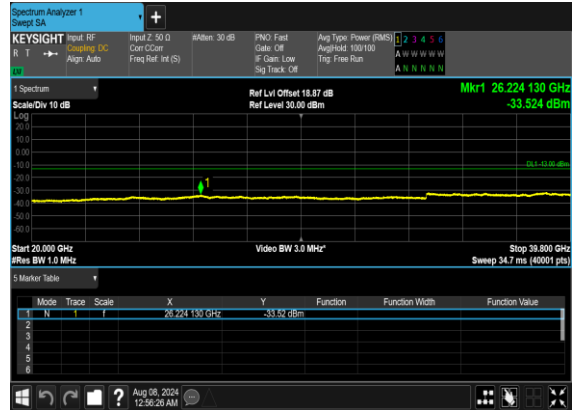 Spectrum Analyzer 1
Swept SA
+
KEYSIGHT Input: RF Input Z: 50 Ω #Atten: 30 dB PNO: Fast Avg Type: Power (RMS) 1 2 3 4 5 6
R T Coupling: DC Corr CCorr Gate: Off Avg|Hold: 100/100 A W W W W W
Align: Auto Freq Ref: Int (S) IF Gain: Low Trig: Free Run
LW Sig Track: Off A N N N N N
1 Spectrum Ref Lvl Offset 18.87 dB Mkr1 26.224 130 GHz
Scale/Div 10 dB Ref Level 30.00 dBm -33.524 dBm
Log
20.0
10.0
0.00
-10.0 DL1 -13.00 dBm
-20.0
1
-30.0
-40.0
-50.0
-60.0
Start 20.000 GHz Video BW 3.0 MHz* Stop 39.800 GHz
#Res BW 1.0 MHz Sweep 34.7 ms (40001 pts)
5 Marker Table
Mode Trace Scale X Y Function Function Width Function Value
1 N 1 f 26.224 130 GHz -33.52 dBm
2
3
4
5
6
? Aug 08, 2024
12:56:26 AM